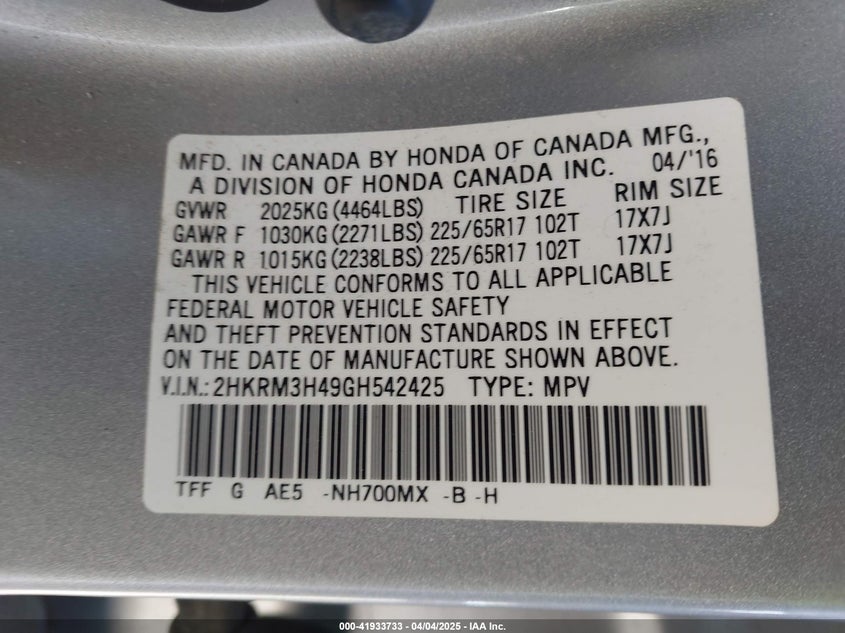 MFD. IN CANADA BY HONDA OF CANADA MFG.,
A DIVISION OF HONDA CANADA INC. 04/'16
GVWR 2025KG (4464LBS) TIRE SIZE RIM SIZE
GAWR F 1030KG (2271LBS) 225/65R17 102T 17X7J
GAWR R 1015KG (2238LBS) 225/65R17 102T 17X7J
THIS VEHICLE CONFORMS TO ALL APPLICABLE
FEDERAL MOTOR VEHICLE SAFETY
AND THEFT PREVENTION STANDARDS IN EFFECT
ON THE DATE OF MANUFACTURE SHOWN ABOVE.
V.I.N.: 2HKRM3H49GH542425 TYPE: MPV
TFF G AE5 -NH700MX -B -H
000-41933733 - 04/04/2025 - IAA Inc.